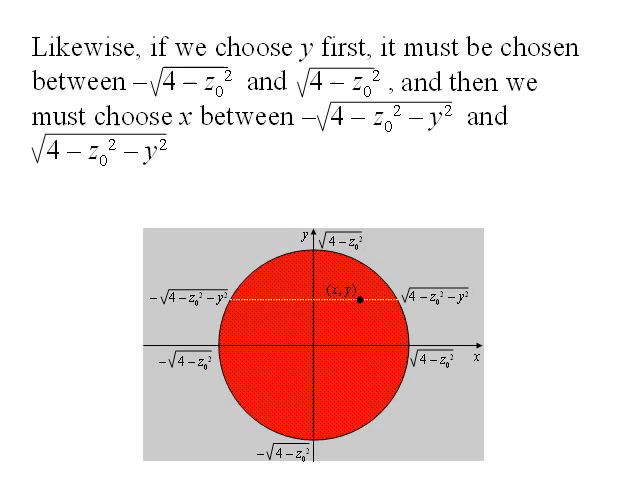 Likewise, if we choose y first, it must be chosen
between –√(4 – z₀²) and √(4 – z₀²) , and then we
must choose x between –√(4 – z₀² – y²) and
√(4 – z₀² – y²)
y √(4 – z₀²)
(x, y)
–√(4 – z₀² – y²) √(4 – z₀² – y²)
–√(4 – z₀²) √(4 – z₀²) x
–√(4 – z₀²)